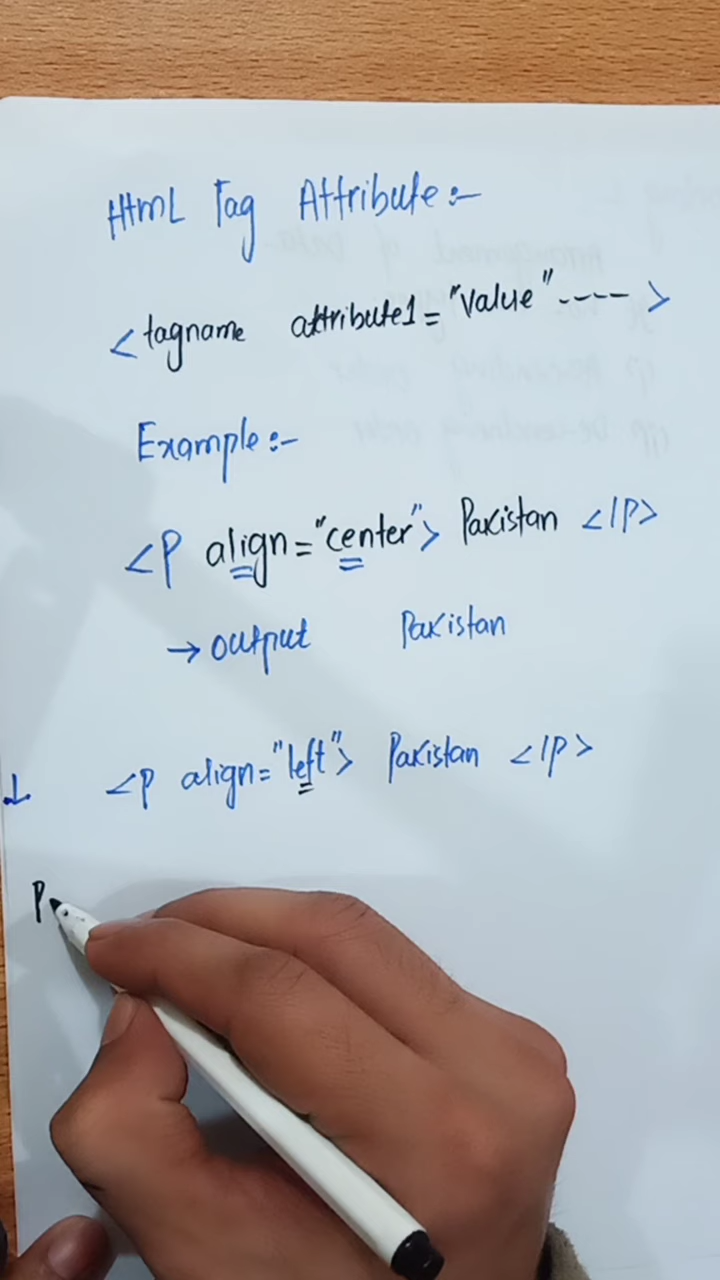 HtmL Tag Attribute:-
<tagname attribute1="value"---->
Example:-
<P align="center"> Pakistan </P>
→ output Pakistan
<P align="left"> Pakistan </P>
P